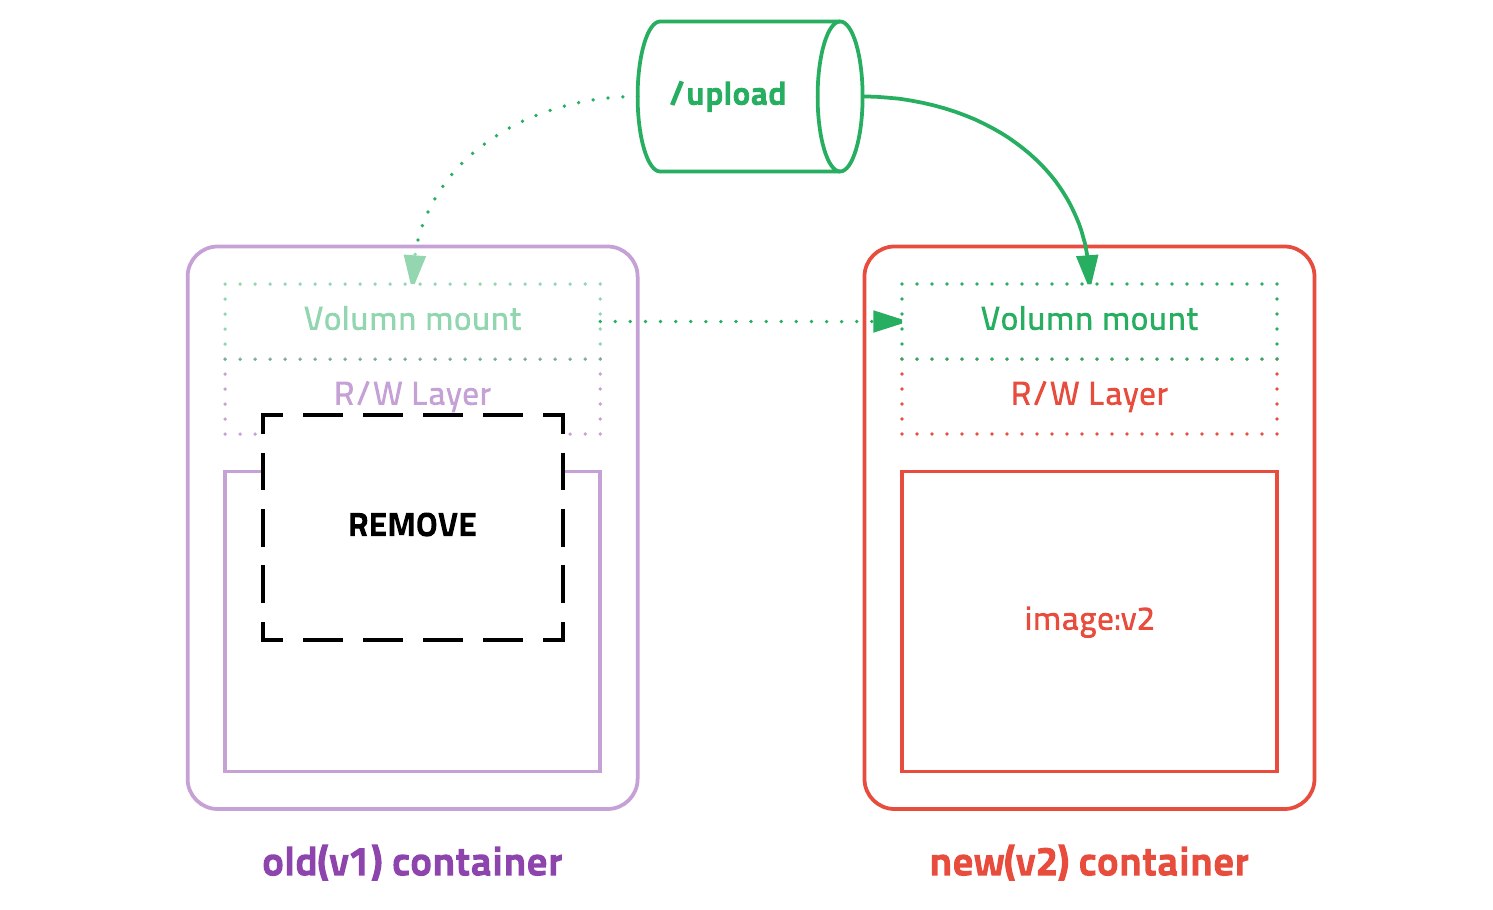 /upload
Volumn mount
R/W Layer
REMOVE
old(v1) container
Volumn mount
R/W Layer
image:v2
new(v2) container